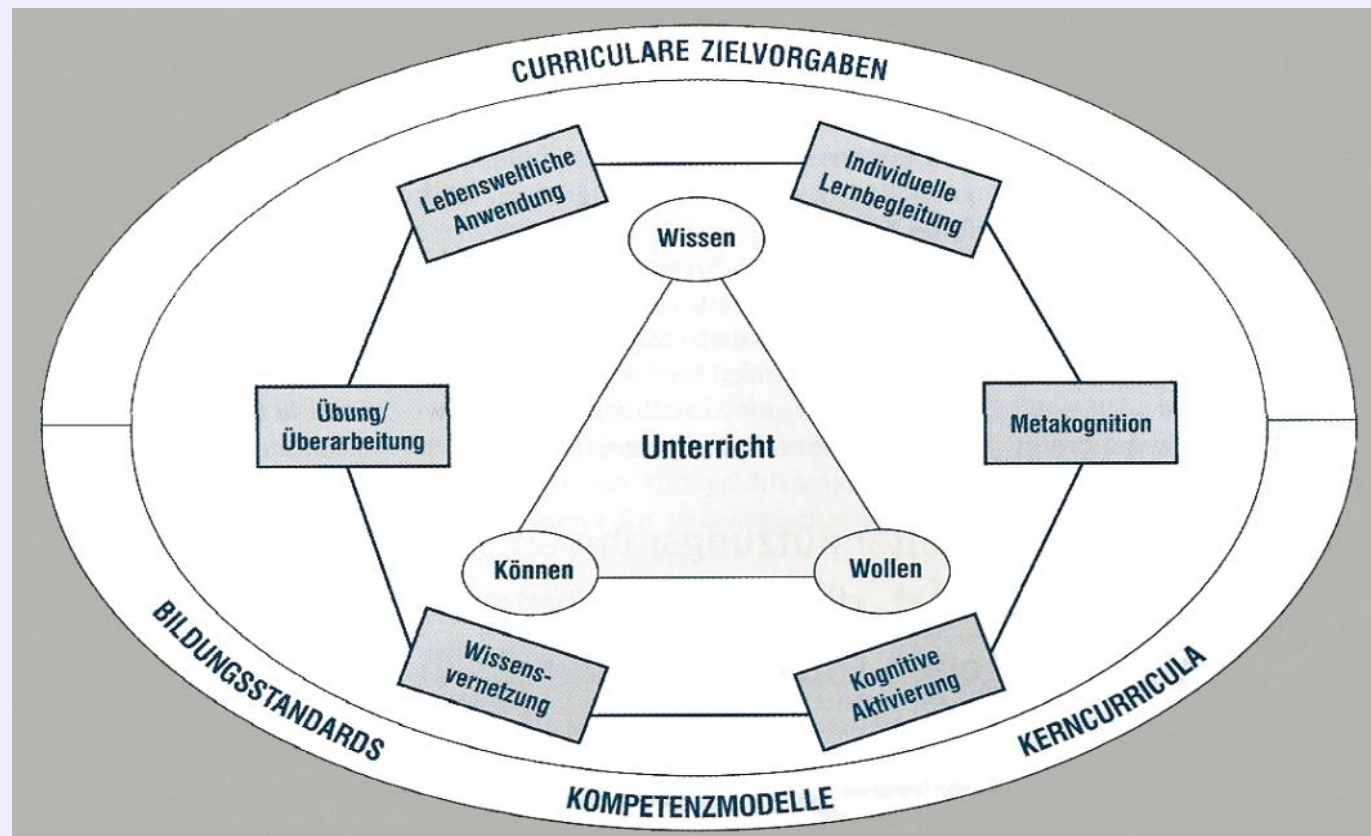 CURRICULARE ZIELVORGABEN
Lebensweltliche
Anwendung
Individuelle
Lernbegleitung
Wissen
Übung/
Überarbeitung
Unterricht
Metakognition
Können
Wollen
Wissens-
vernetzung
Kognitive
Aktivierung
BILDUNGSSTANDARDS
KOMPETENZMODELLE
KERNCURRICULA